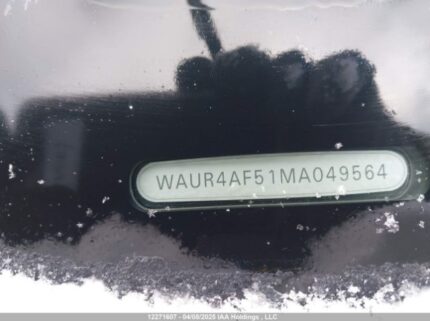 WAUR4AF51MA049564
12271607 - 04/08/2025 IAA Holdings , LLC